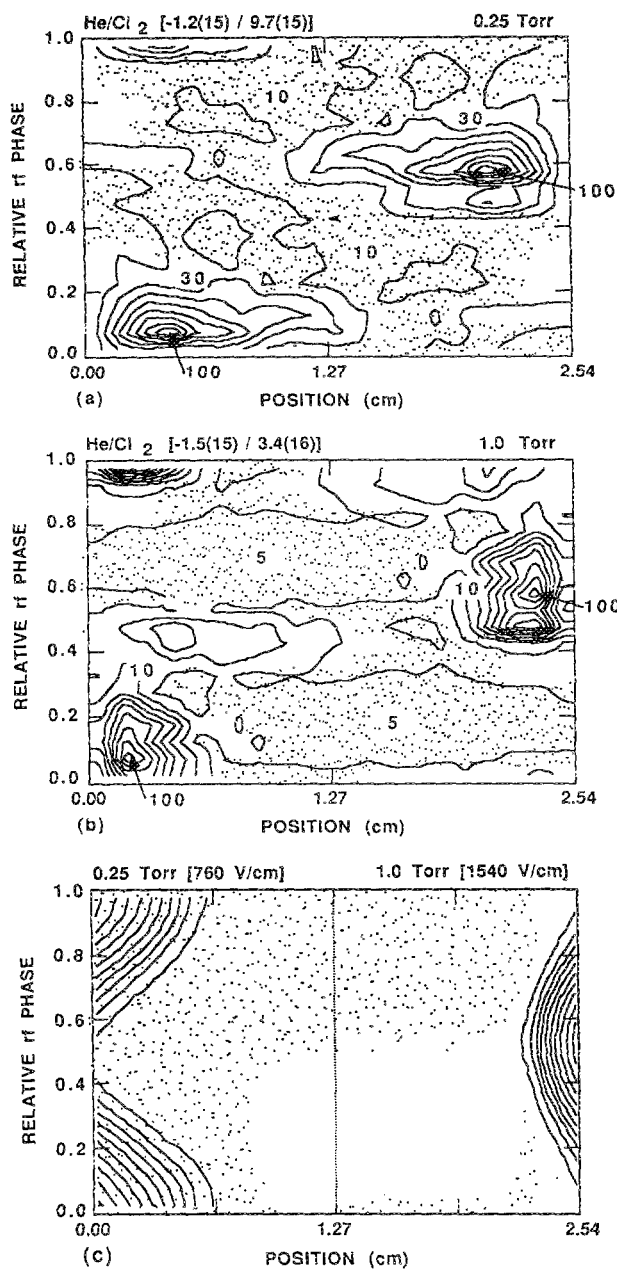 He/Cl 2 [-1.2(15) / 9.7(15)] 0.25 Torr
1.0
0.8
0.6
0.4
0.2
0.0
RELATIVE rf PHASE
10
30
100
10
30
100
0.00 1.27 2.54
(a) POSITION (cm)
He/Cl 2 [-1.5(15) / 3.4(16)] 1.0 Torr
1.0
0.8
0.6
0.4
0.2
0.0
RELATIVE rf PHASE
5
10
100
10
5
100
0.00 1.27 2.54
(b) POSITION (cm)
0.25 Torr [760 V/cm] 1.0 Torr [1540 V/cm]
1.0
0.8
0.6
0.4
0.2
0.0
RELATIVE rf PHASE
0.00 1.27 2.54
(c) POSITION (cm)